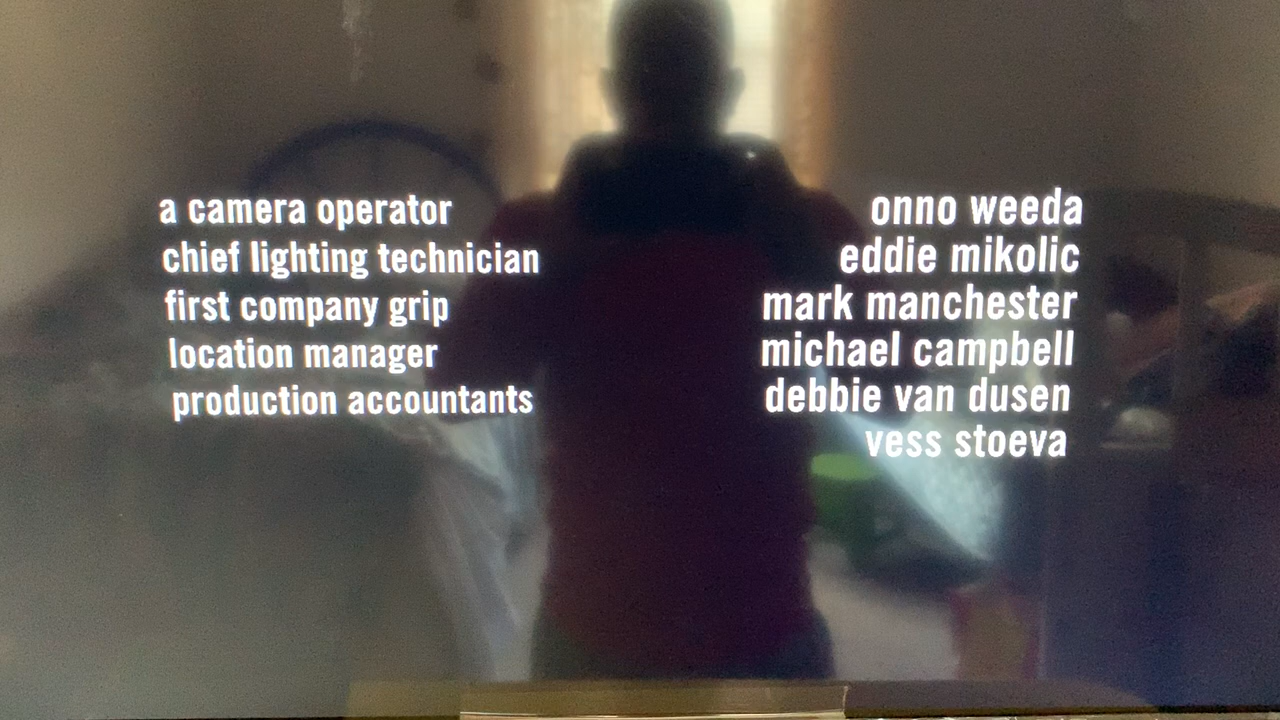 a camera operator onno weeda
chief lighting technician eddie mikolic
first company grip mark manchester
location manager michael campbell
production accountants debbie van dusen
vess stoeva